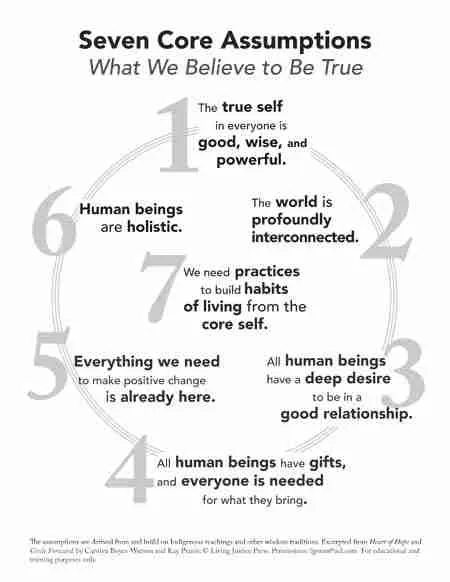 Seven Core Assumptions
What We Believe to Be True
1
The true self
in everyone is
good, wise, and
powerful.
2
The world is
profoundly
interconnected.
3
All human beings
have a deep desire
to be in a
good relationship.
4
All human beings have gifts,
and everyone is needed
for what they bring.
5
Everything we need
to make positive change
is already here.
6
Human beings
are holistic.
7
We need practices
to build habits
of living from the
core self.
The assumptions are derived from and build on Indigenous teachings and other wisdom traditions. Excerpted from Heart of Hope and
Circle Forward by Carolyn Boyes-Watson and Kay Pranis. © Living Justice Press. Permissions: For educational and
training purposes only.